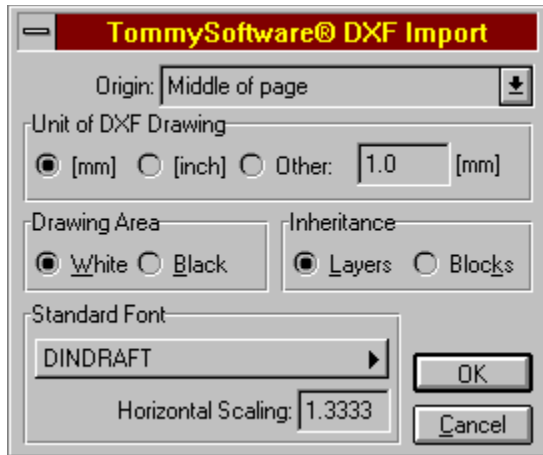 TommySoftware® DXF Import
Origin: Middle of page
Unit of DXF Drawing
[mm] [inch] Other: 1.0 [mm]
Drawing Area Inheritance
White Black Layers Blocks
Standard Font
DINDRAFT
OK
Horizontal Scaling: 1.3333
Cancel